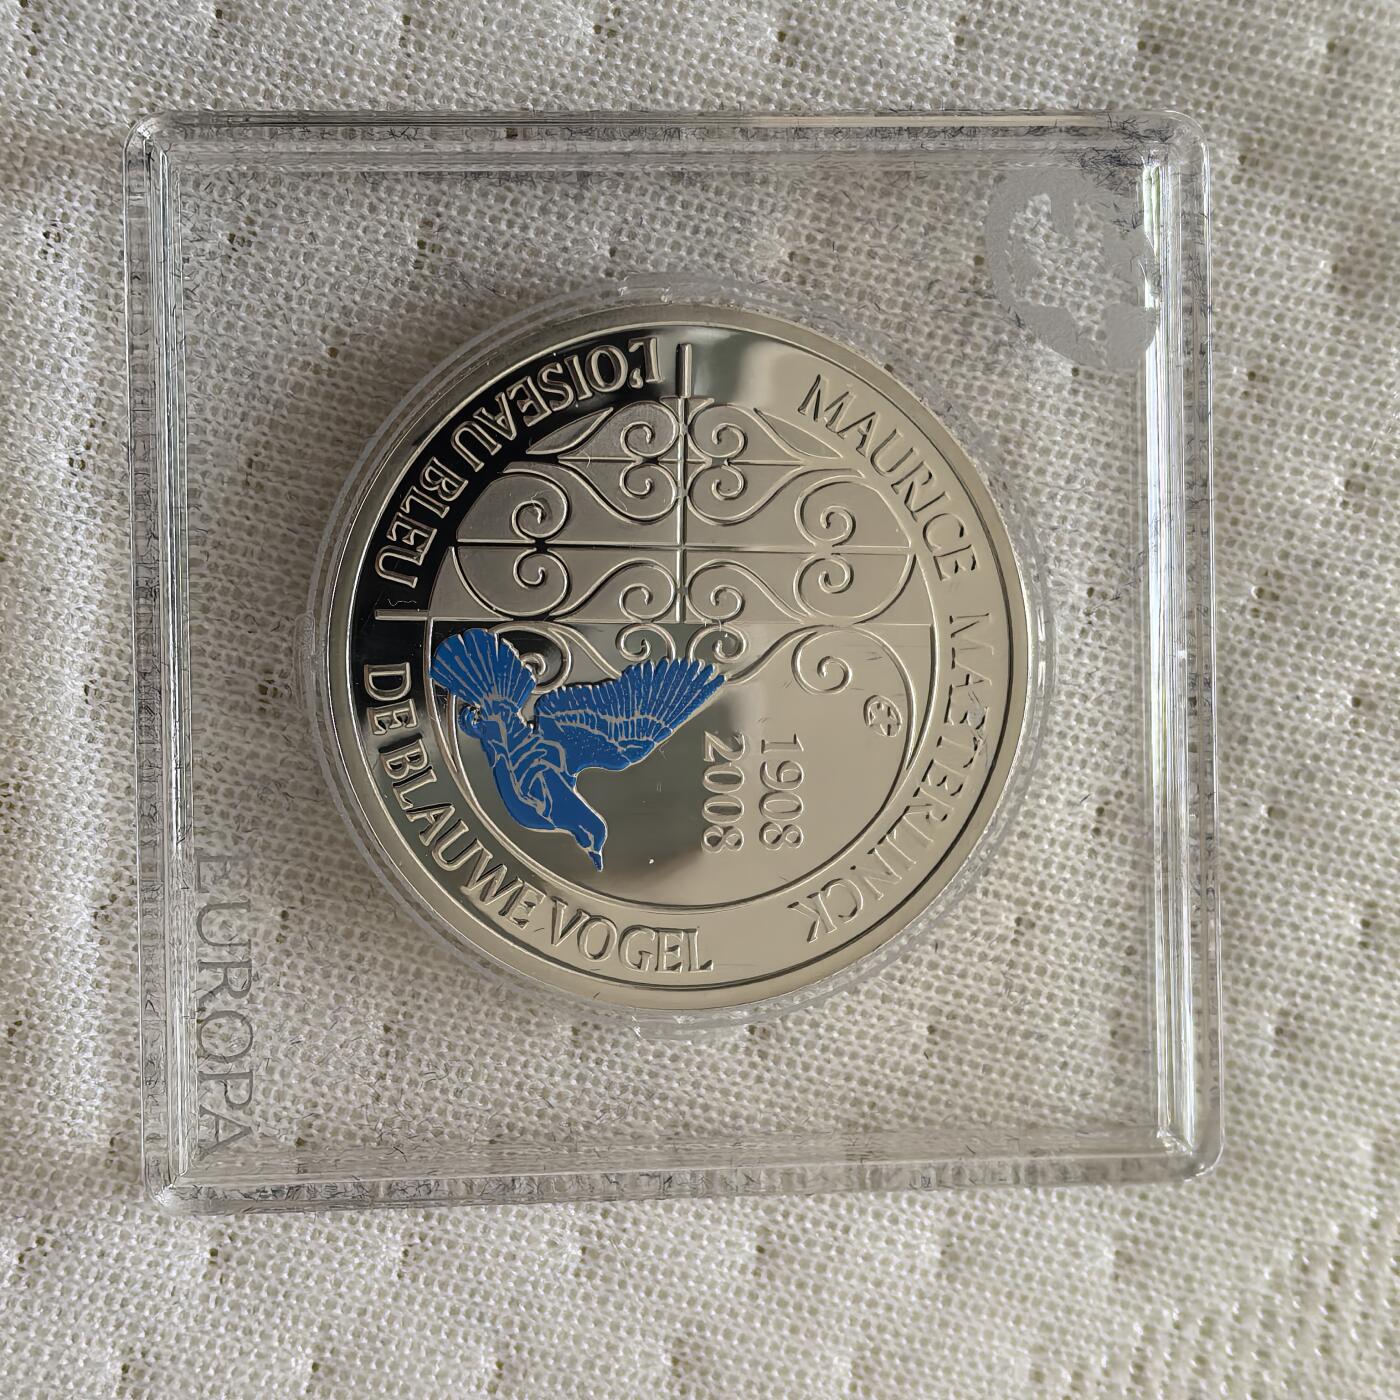 MAURICE MAETERLINCK
1908
2008
L'OISEAU BLEU
DE BLAUWE VOGEL
EUROPA